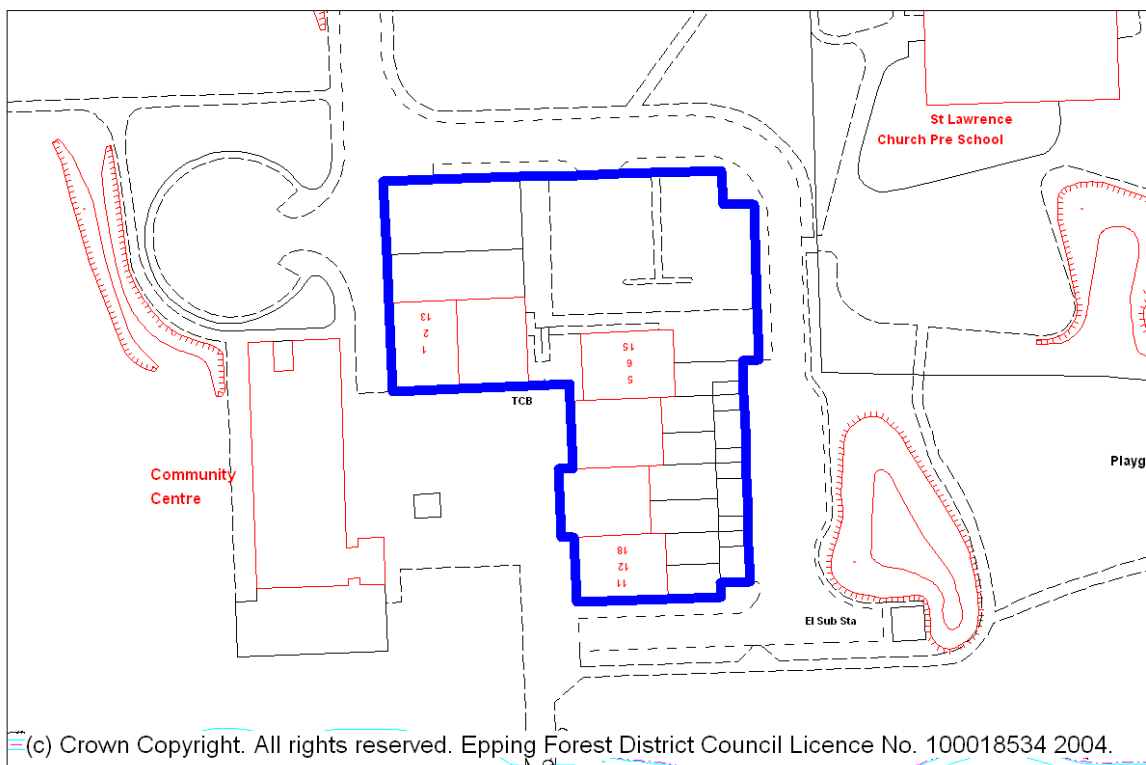 St Lawrence
Church Pre School
13
2
1
15
6
5
TCB
Community
Centre
Playg
18
12
11
El Sub Sta
(c) Crown Copyright. All rights reserved. Epping Forest District Council Licence No. 100018534 2004.